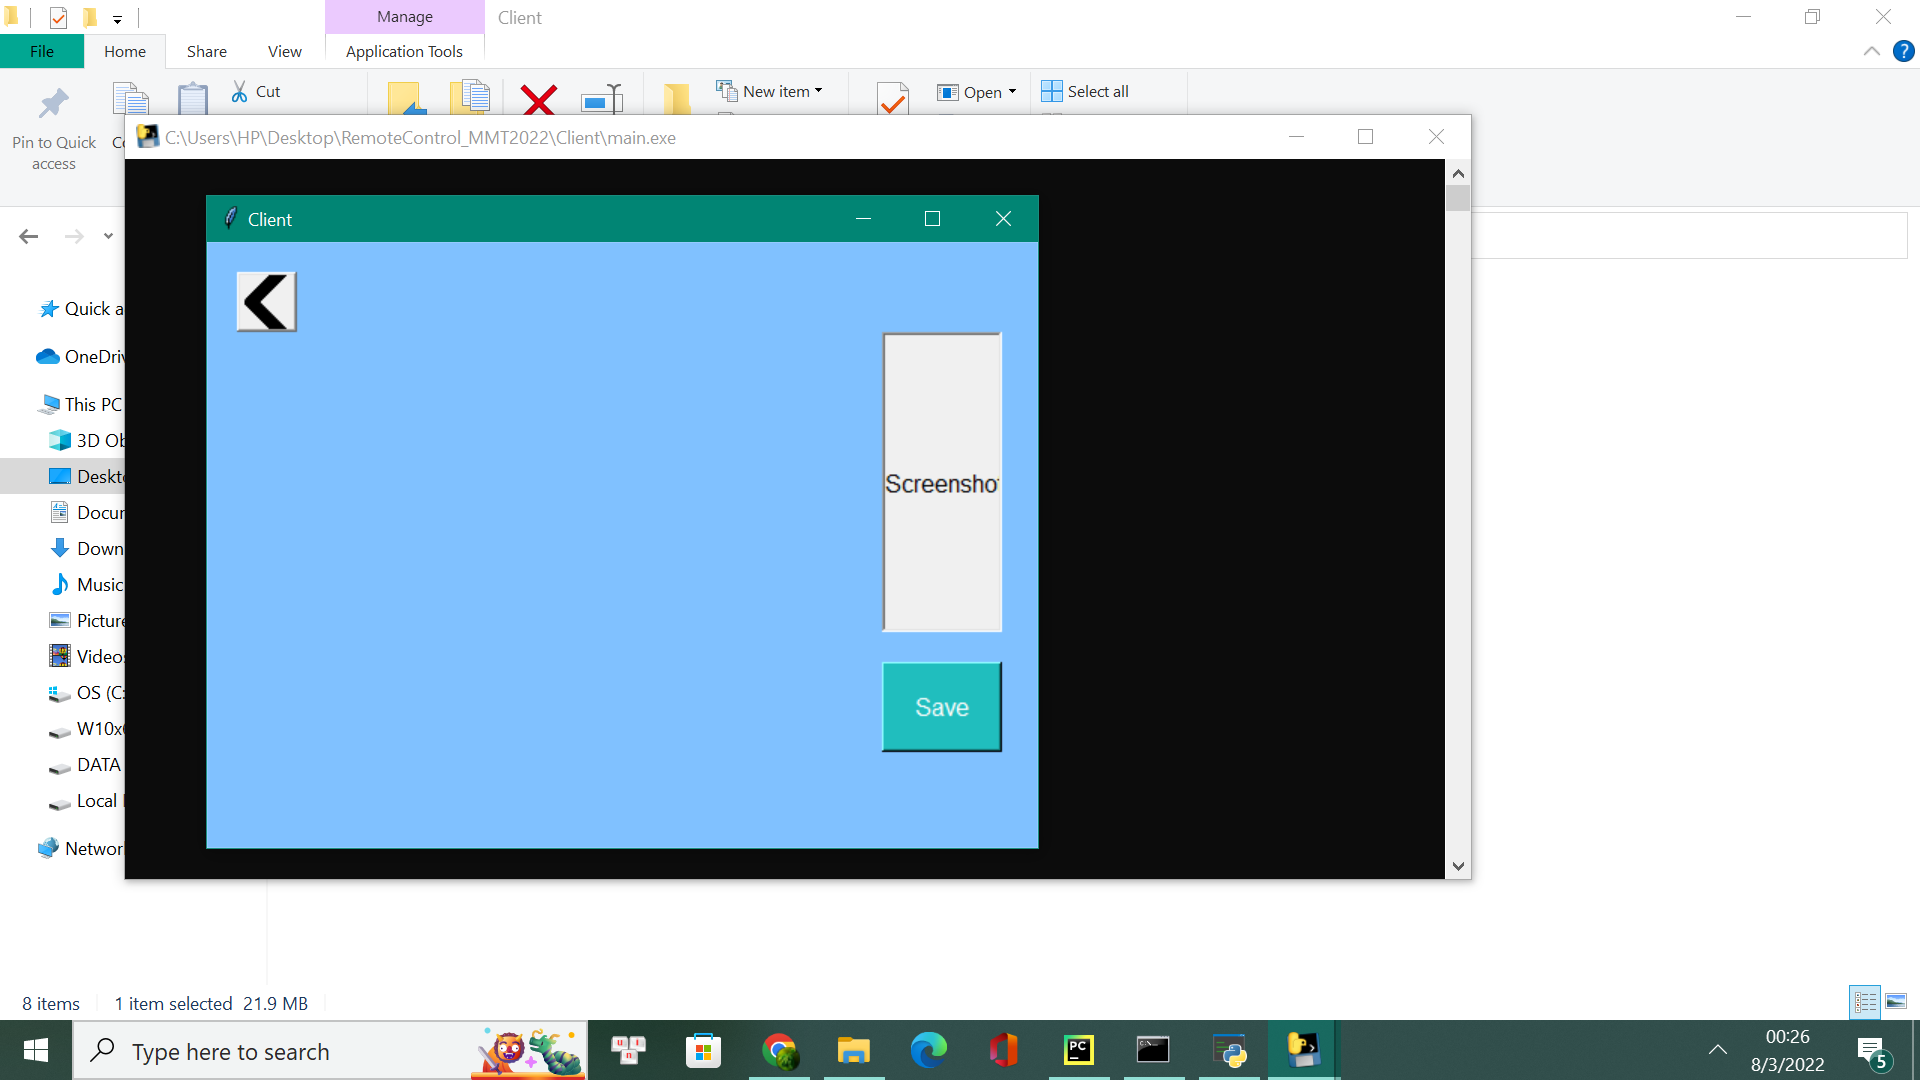 Manage
Client
File
Home
Share
View
Application Tools
Pin to Quick
access
Cut
New item
Open
Select all
C:\Users\HP\Desktop\RemoteControl_MMT2022\Client\main.exe
Client
Screensho
Save
Quick a
OneDriv
This PC
3D Ob
Deskto
Docur
Down
Music
Picture
Video
OS (C:
W10x
DATA
Local
Networ
8 items
1 item selected 21.9 MB
Type here to search
u i n
PC
C:\
00:26
8/3/2022
5